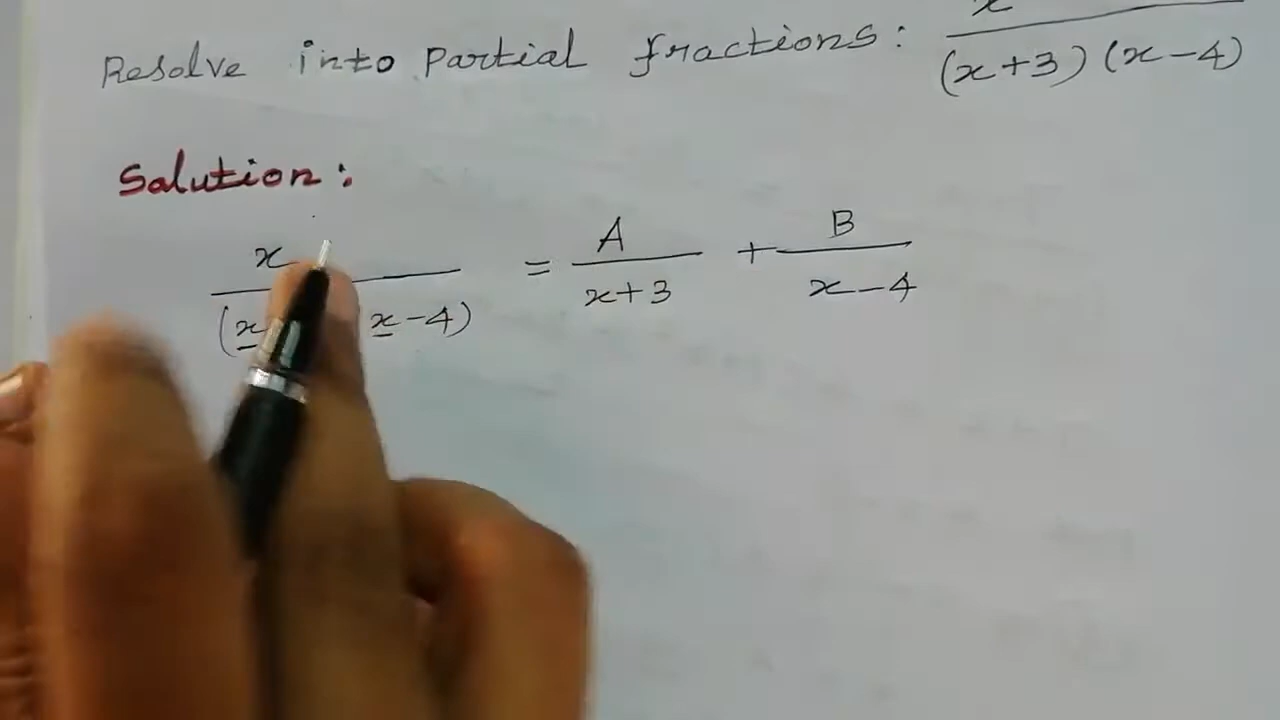 Resolve into Partial fractions: x / (x+3)(x-4)
Solution:
x / (x x-4) = A / x+3 + B / x-4